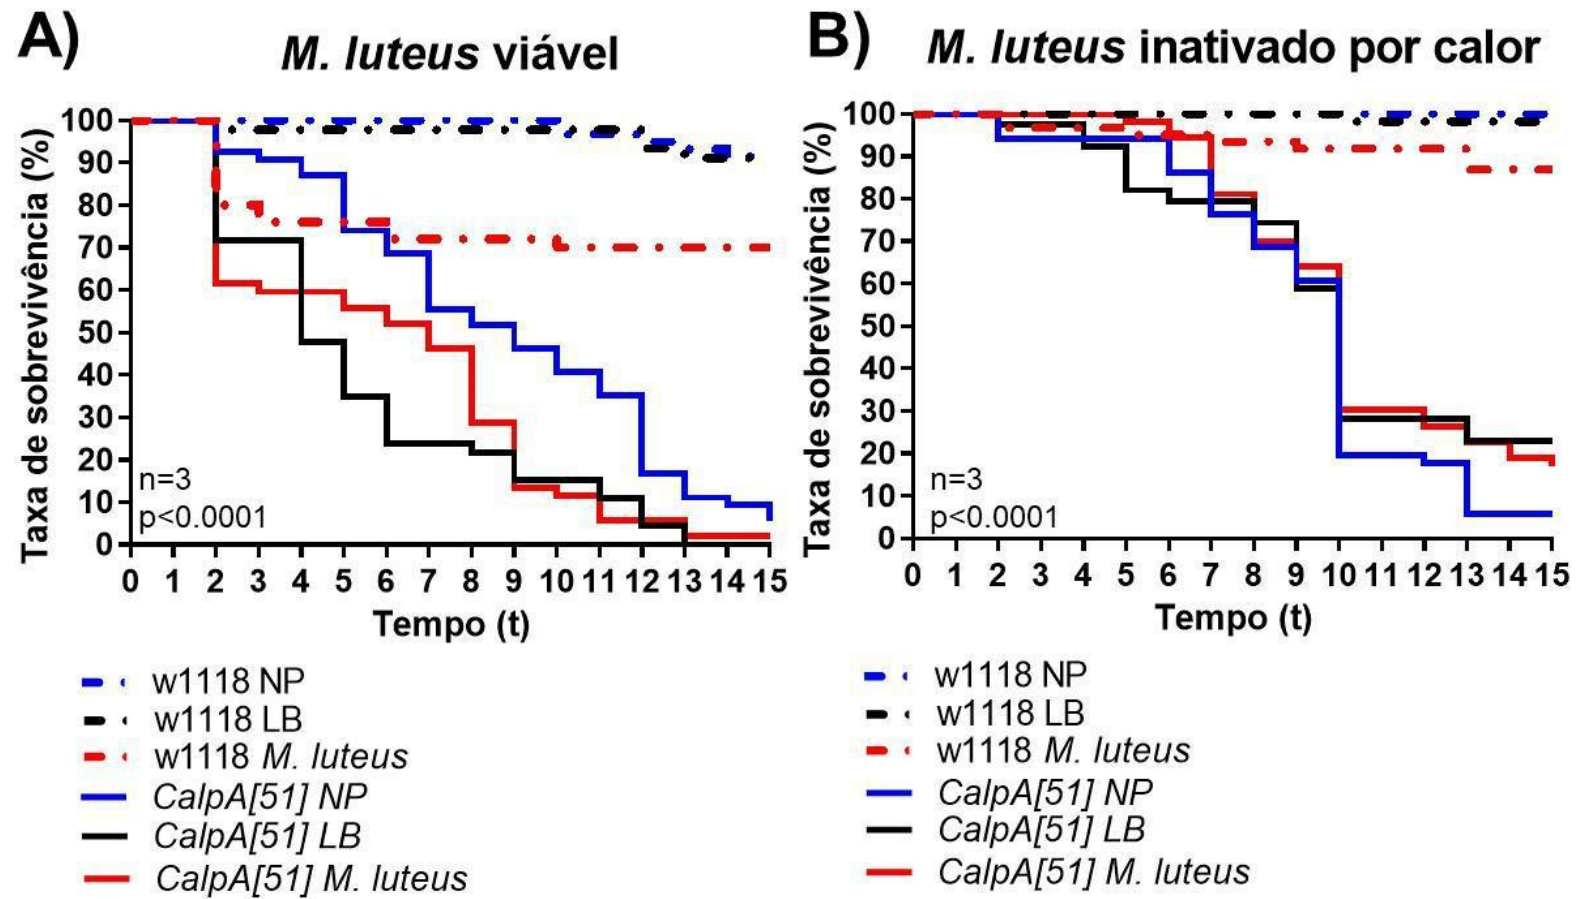 A)
M. luteus viável
Taxa de sobrevivência (%)
100
90
80
70
60
50
40
30
20
10
0
n=3
p<0.0001
0 1 2 3 4 5 6 7 8 9 10 11 12 13 14 15
Tempo (t)
w1118 NP
w1118 LB
w1118 M. luteus
CalpA[51] NP
CalpA[51] LB
CalpA[51] M. luteus
B)
M. luteus inativado por calor
Taxa de sobrevivência (%)
100
90
80
70
60
50
40
30
20
10
0
n=3
p<0.0001
0 1 2 3 4 5 6 7 8 9 10 11 12 13 14 15
Tempo (t)
w1118 NP
w1118 LB
w1118 M. luteus
CalpA[51] NP
CalpA[51] LB
CalpA[51] M. luteus